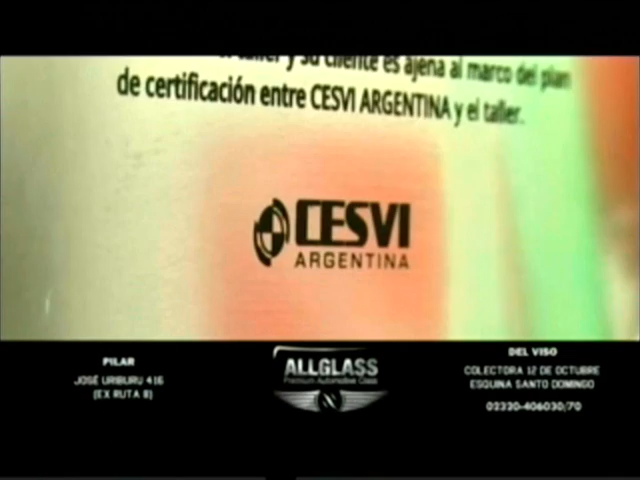 taller y su cliente es ajena al marco del plan
de certificación entre CESVI ARGENTINA y el taller.
CESVI
ARGENTINA
PILAR
JOSÉ URIBURU 416
(EX RUTA 8)
ALLGLASS
Premium Automotive Glass
DEL VISO
COLECTORA 12 DE OCTUBRE
ESQUINA SANTO DOMINGO
02320-406030/70